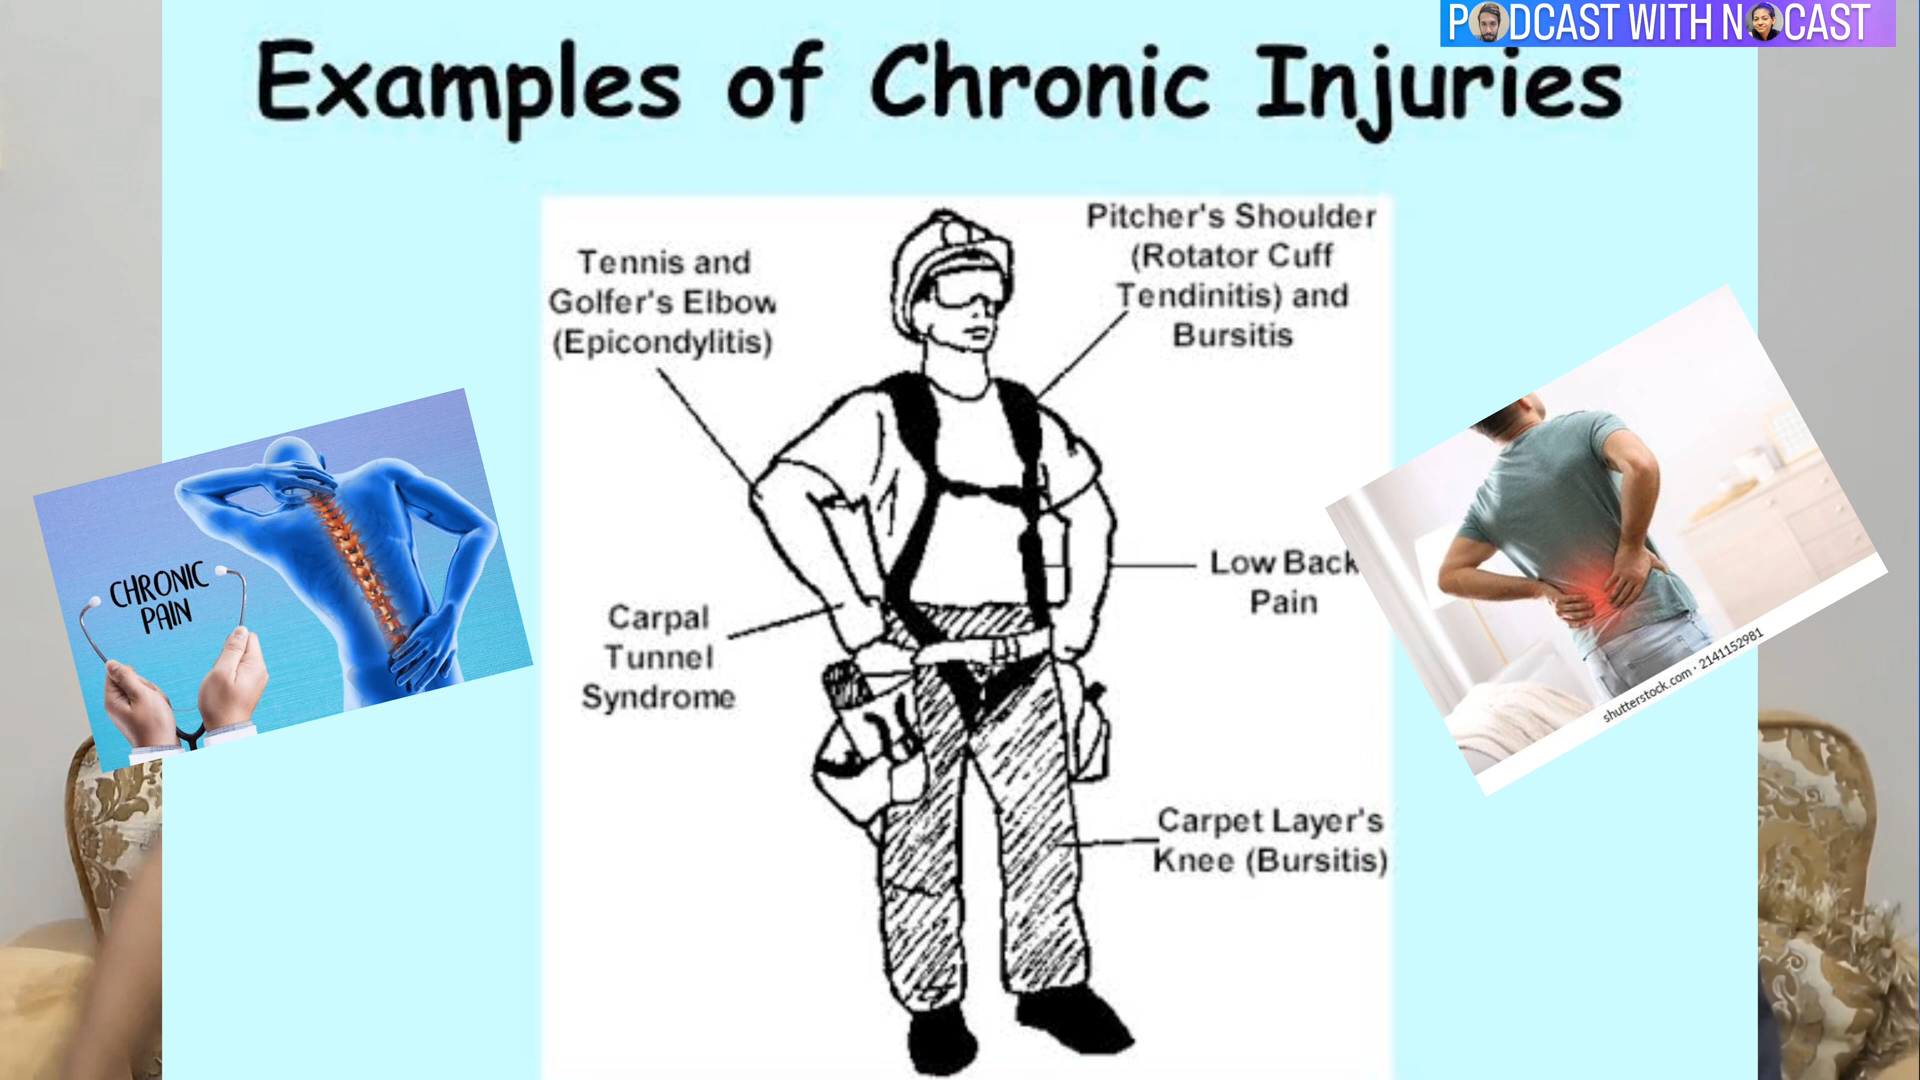 PODCAST WITH NOCAST
Examples of Chronic Injuries
Tennis and
Golfer's Elbow
(Epicondylitis)
Pitcher's Shoulder
(Rotator Cuff
Tendinitis) and
Bursitis
CHRONIC
PAIN
Low Back
Pain
Carpal
Tunnel
Syndrome
shutterstock.com · 2141152981
Carpet Layer's
Knee (Bursitis)